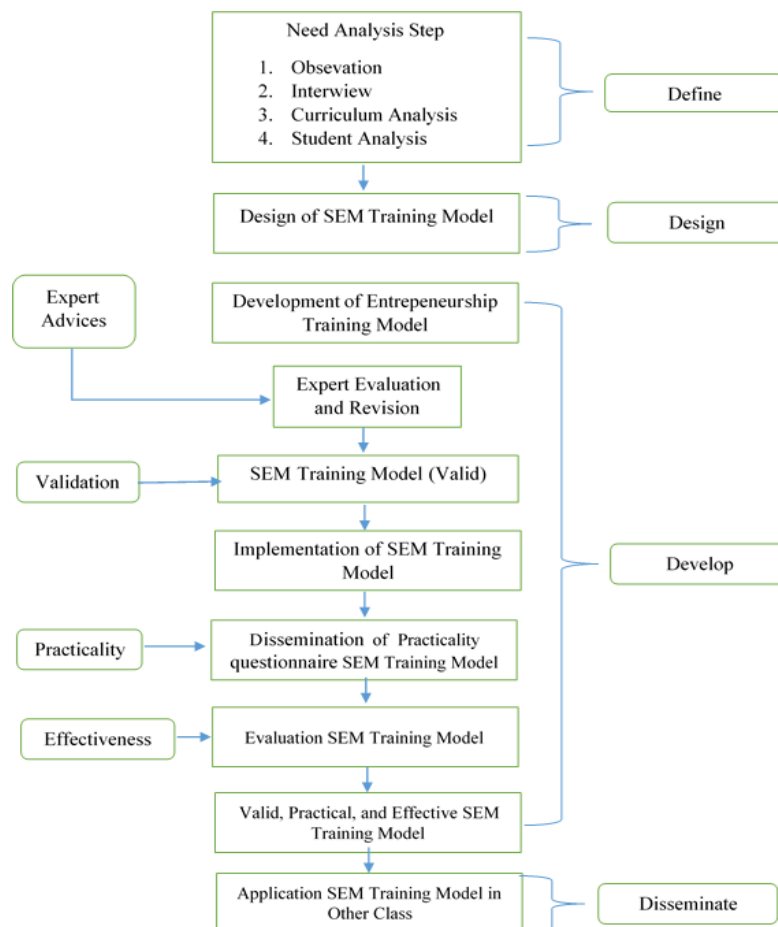 Need Analysis Step
1. Obsevation
2. Interwiew
3. Curriculum Analysis
4. Student Analysis
Define
Design of SEM Training Model
Design
Expert
Advices
Development of Entrepeneurship
Training Model
Expert Evaluation
and Revision
Validation
SEM Training Model (Valid)
Implementation of SEM Training
Model
Develop
Practicality
Dissemination of Practicality
questionnaire SEM Training Model
Effectiveness
Evaluation SEM Training Model
Valid, Practical, and Effective SEM
Training Model
Application SEM Training Model in
Other Class
Disseminate